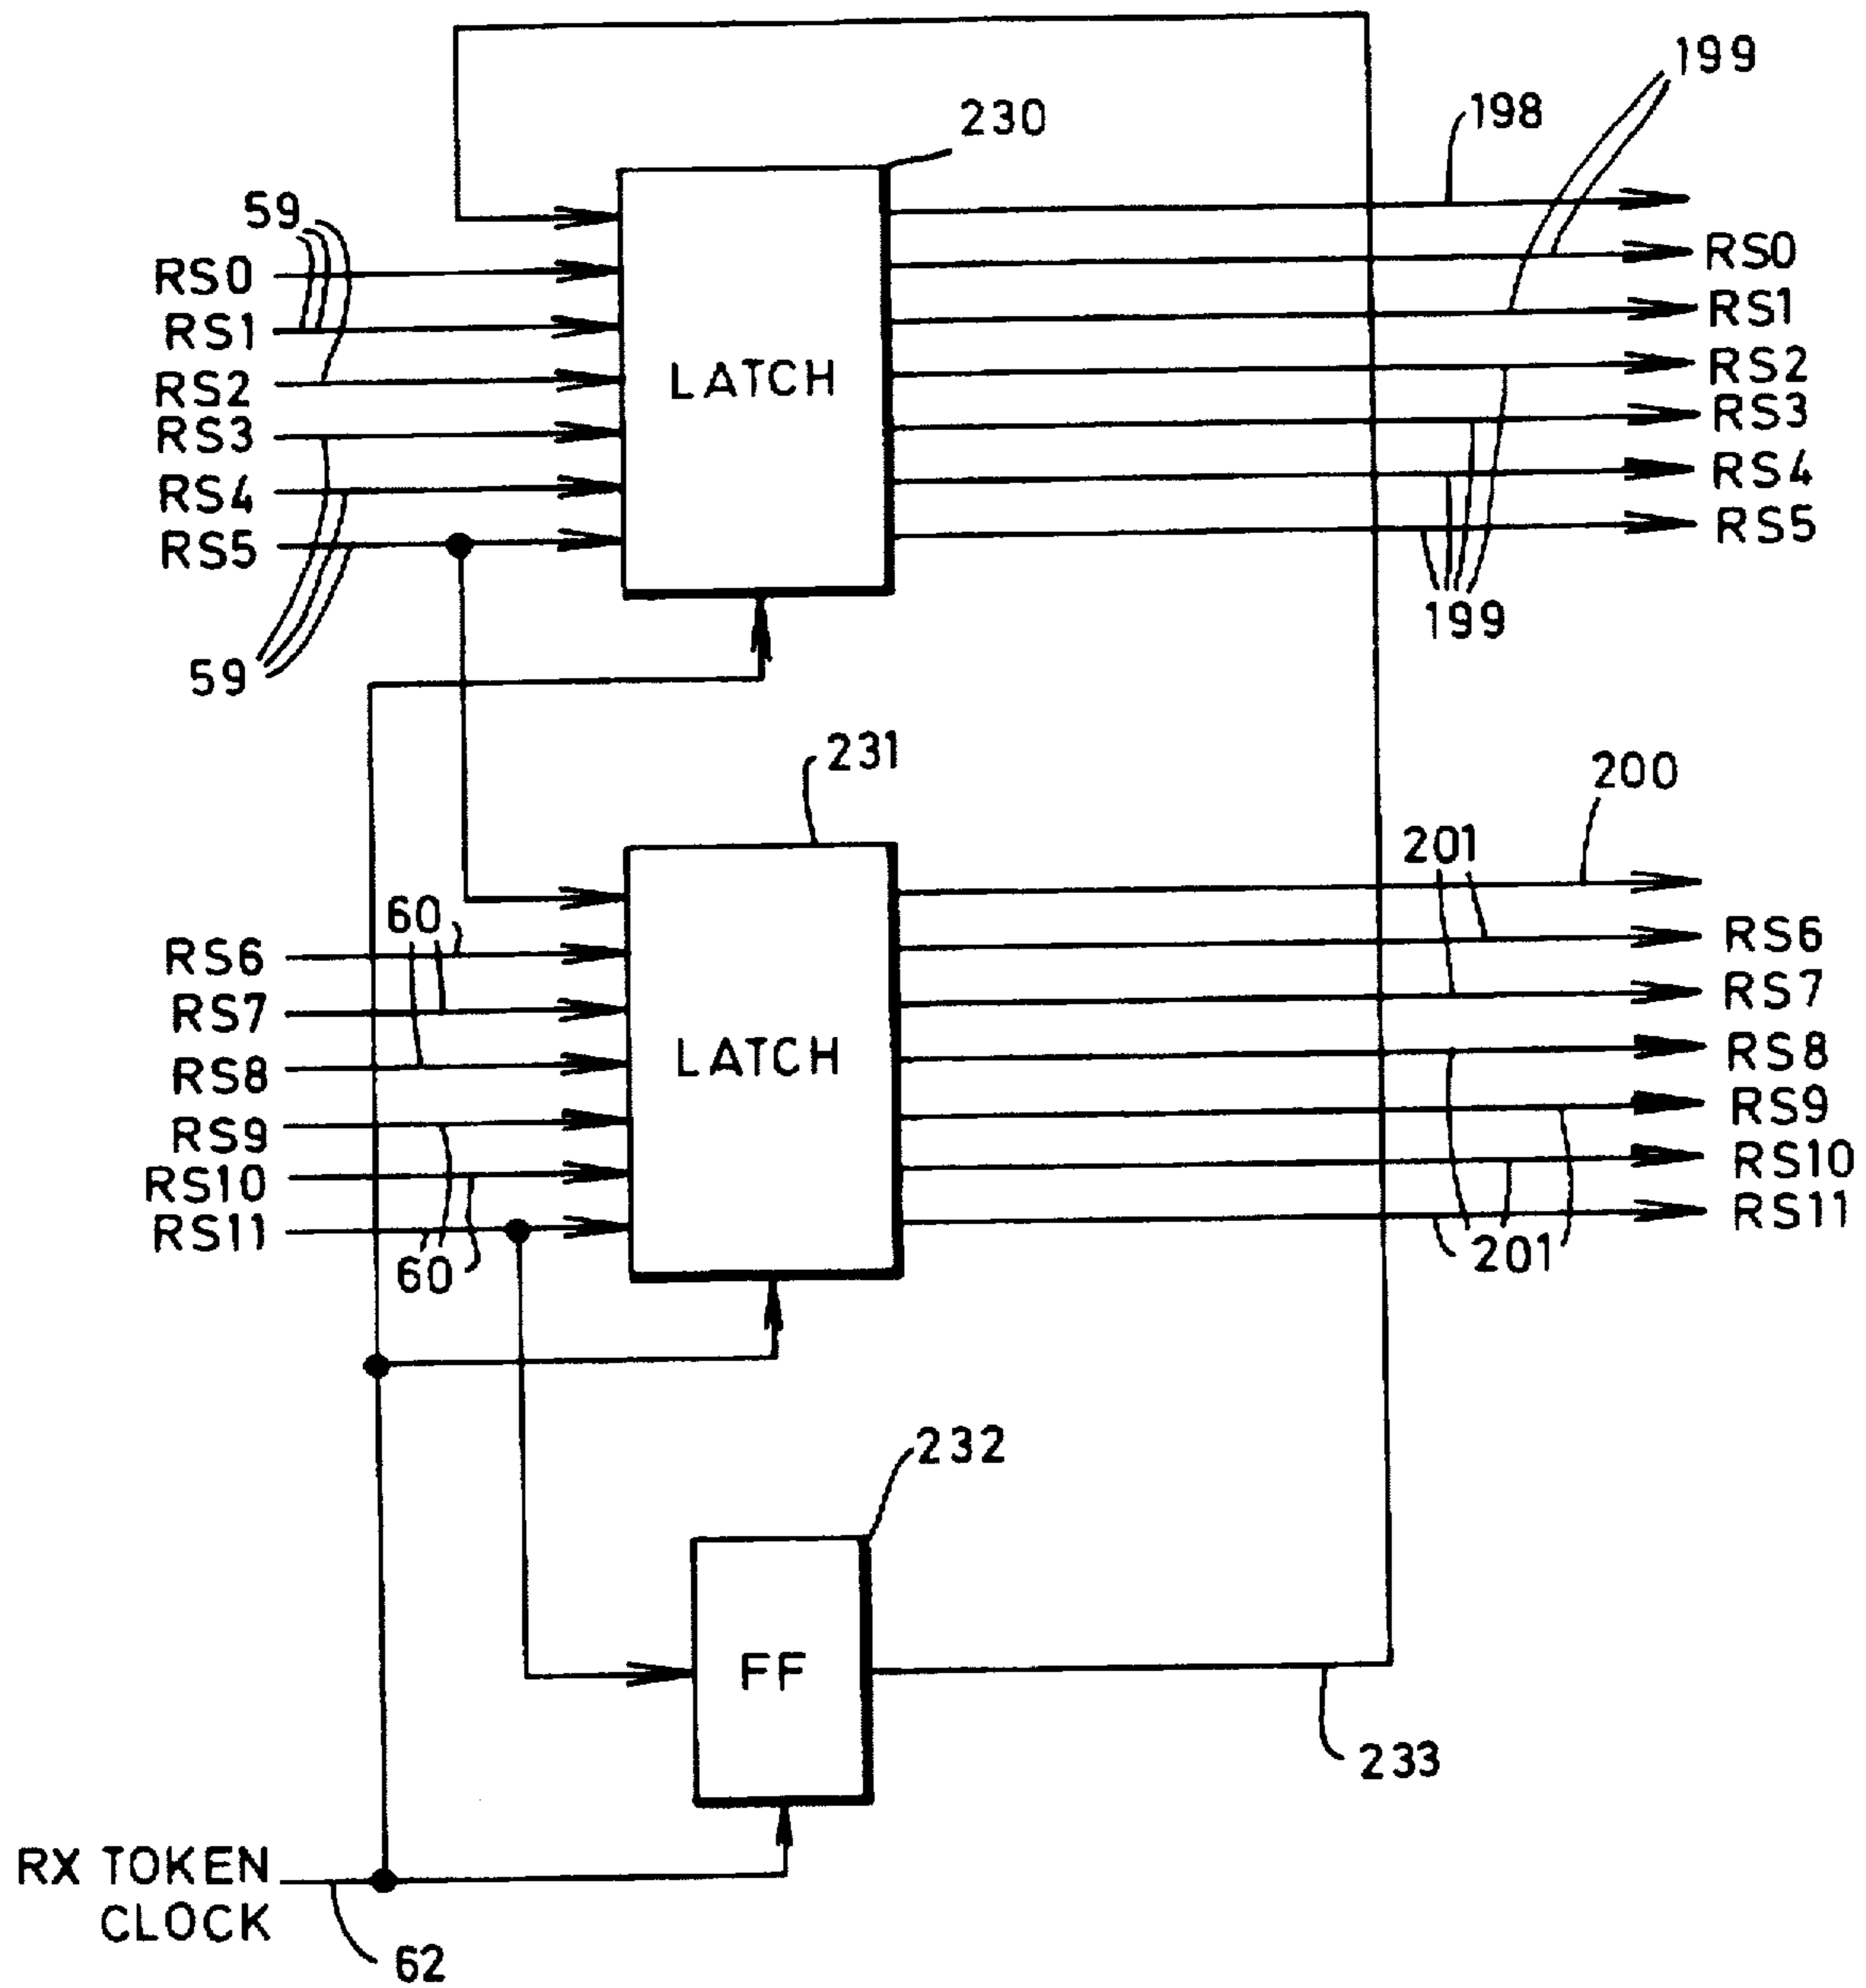 199
198
230
59
RS0
RS0
RS1
RS1
RS2
RS2
LATCH
RS3
RS3
RS4
RS4
RS5
RS5
199
59
231
200
201
60
RS6
RS6
RS7
RS7
RS8
LATCH
RS8
RS9
RS9
RS10
RS10
RS11
RS11
60
201
232
FF
233
RX TOKEN
CLOCK
62